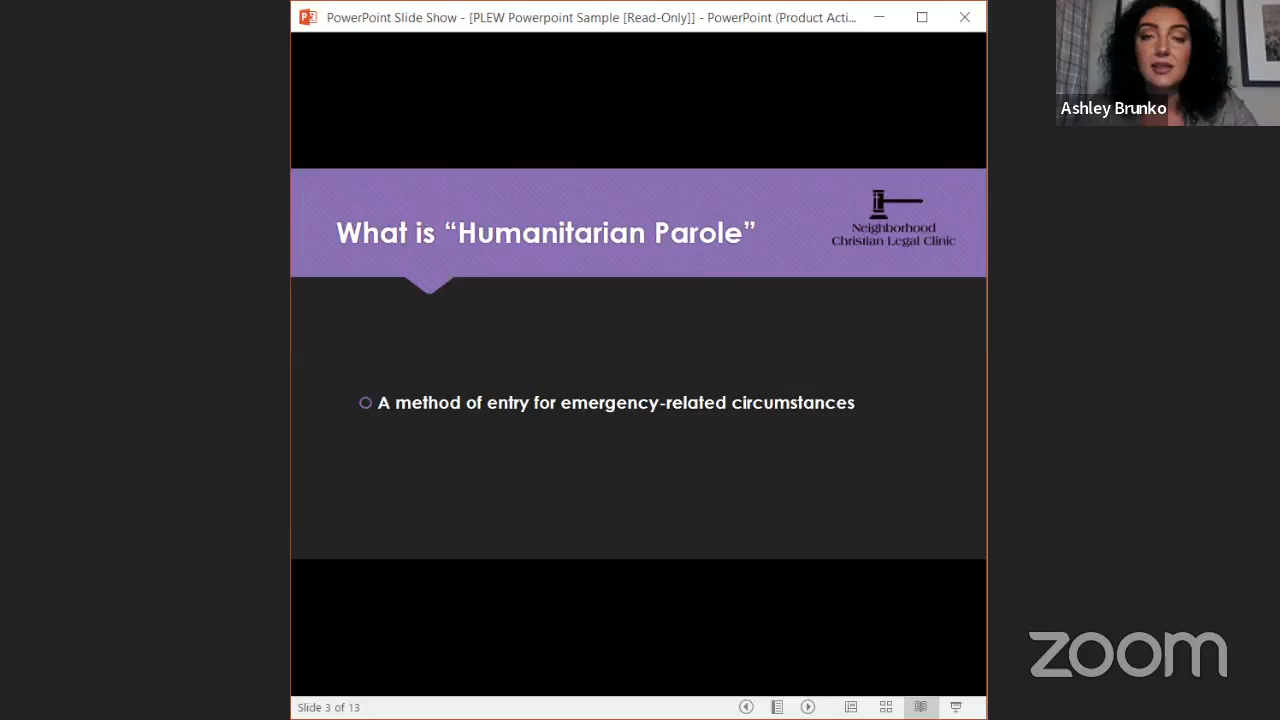 PowerPoint Slide Show - [PLEW Powerpoint Sample [Read-Only]] - PowerPoint (Product Acti...
Ashley Brunko
What is “Humanitarian Parole”
Neighborhood
Christian Legal Clinic
A method of entry for emergency-related circumstances
zoom
Slide 3 of 13